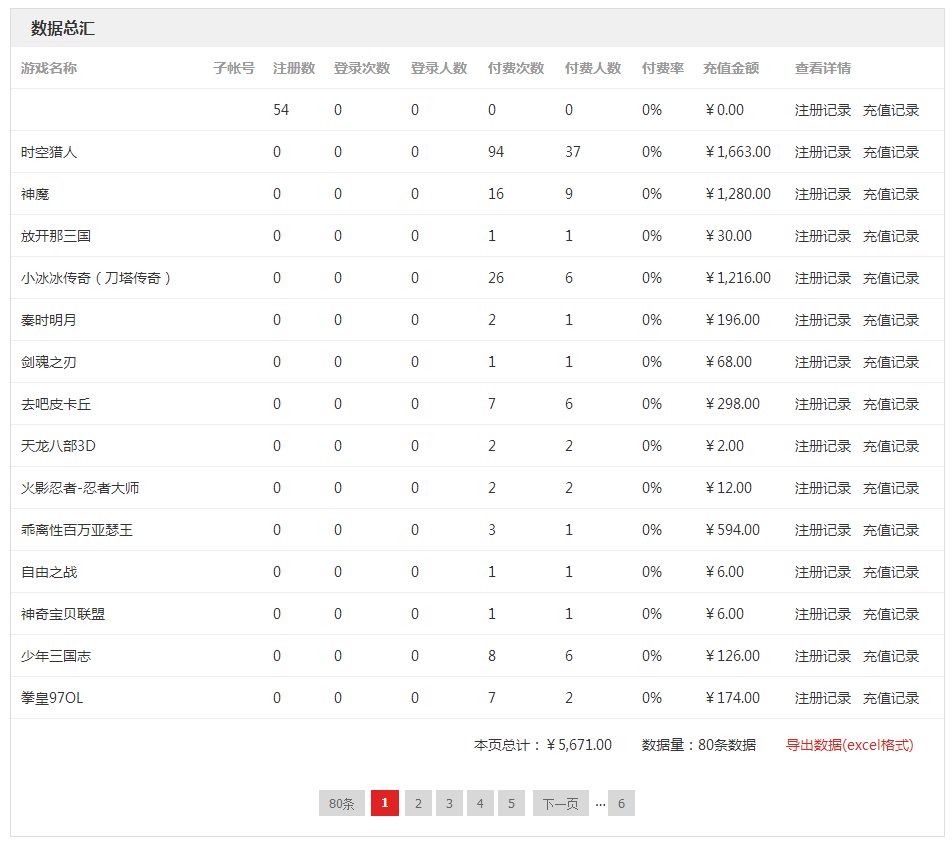 数据总汇
游戏名称 子帐号 注册数 登录次数 登录人数 付费次数 付费人数 付费率 充值金额 查看详情
54 0 0 0 0 0% ￥0.00 注册记录 充值记录
时空猎人 0 0 0 94 37 0% ￥1,663.00 注册记录 充值记录
神魔 0 0 0 16 9 0% ￥1,280.00 注册记录 充值记录
放开那三国 0 0 0 1 1 0% ￥30.00 注册记录 充值记录
小冰冰传奇（刀塔传奇） 0 0 0 26 6 0% ￥1,216.00 注册记录 充值记录
秦时明月 0 0 0 2 1 0% ￥196.00 注册记录 充值记录
剑魂之刃 0 0 0 1 1 0% ￥68.00 注册记录 充值记录
去吧皮卡丘 0 0 0 7 6 0% ￥298.00 注册记录 充值记录
天龙八部3D 0 0 0 2 2 0% ￥2.00 注册记录 充值记录
火影忍者-忍者大师 0 0 0 2 2 0% ￥12.00 注册记录 充值记录
乖离性百万亚瑟王 0 0 0 3 1 0% ￥594.00 注册记录 充值记录
自由之战 0 0 0 1 1 0% ￥6.00 注册记录 充值记录
神奇宝贝联盟 0 0 0 1 1 0% ￥6.00 注册记录 充值记录
少年三国志 0 0 0 8 6 0% ￥126.00 注册记录 充值记录
拳皇97OL 0 0 0 7 2 0% ￥174.00 注册记录 充值记录
本页总计：￥5,671.00 数据量：80条数据 导出数据(excel格式)
80条 1 2 3 4 5 下一页 ... 6